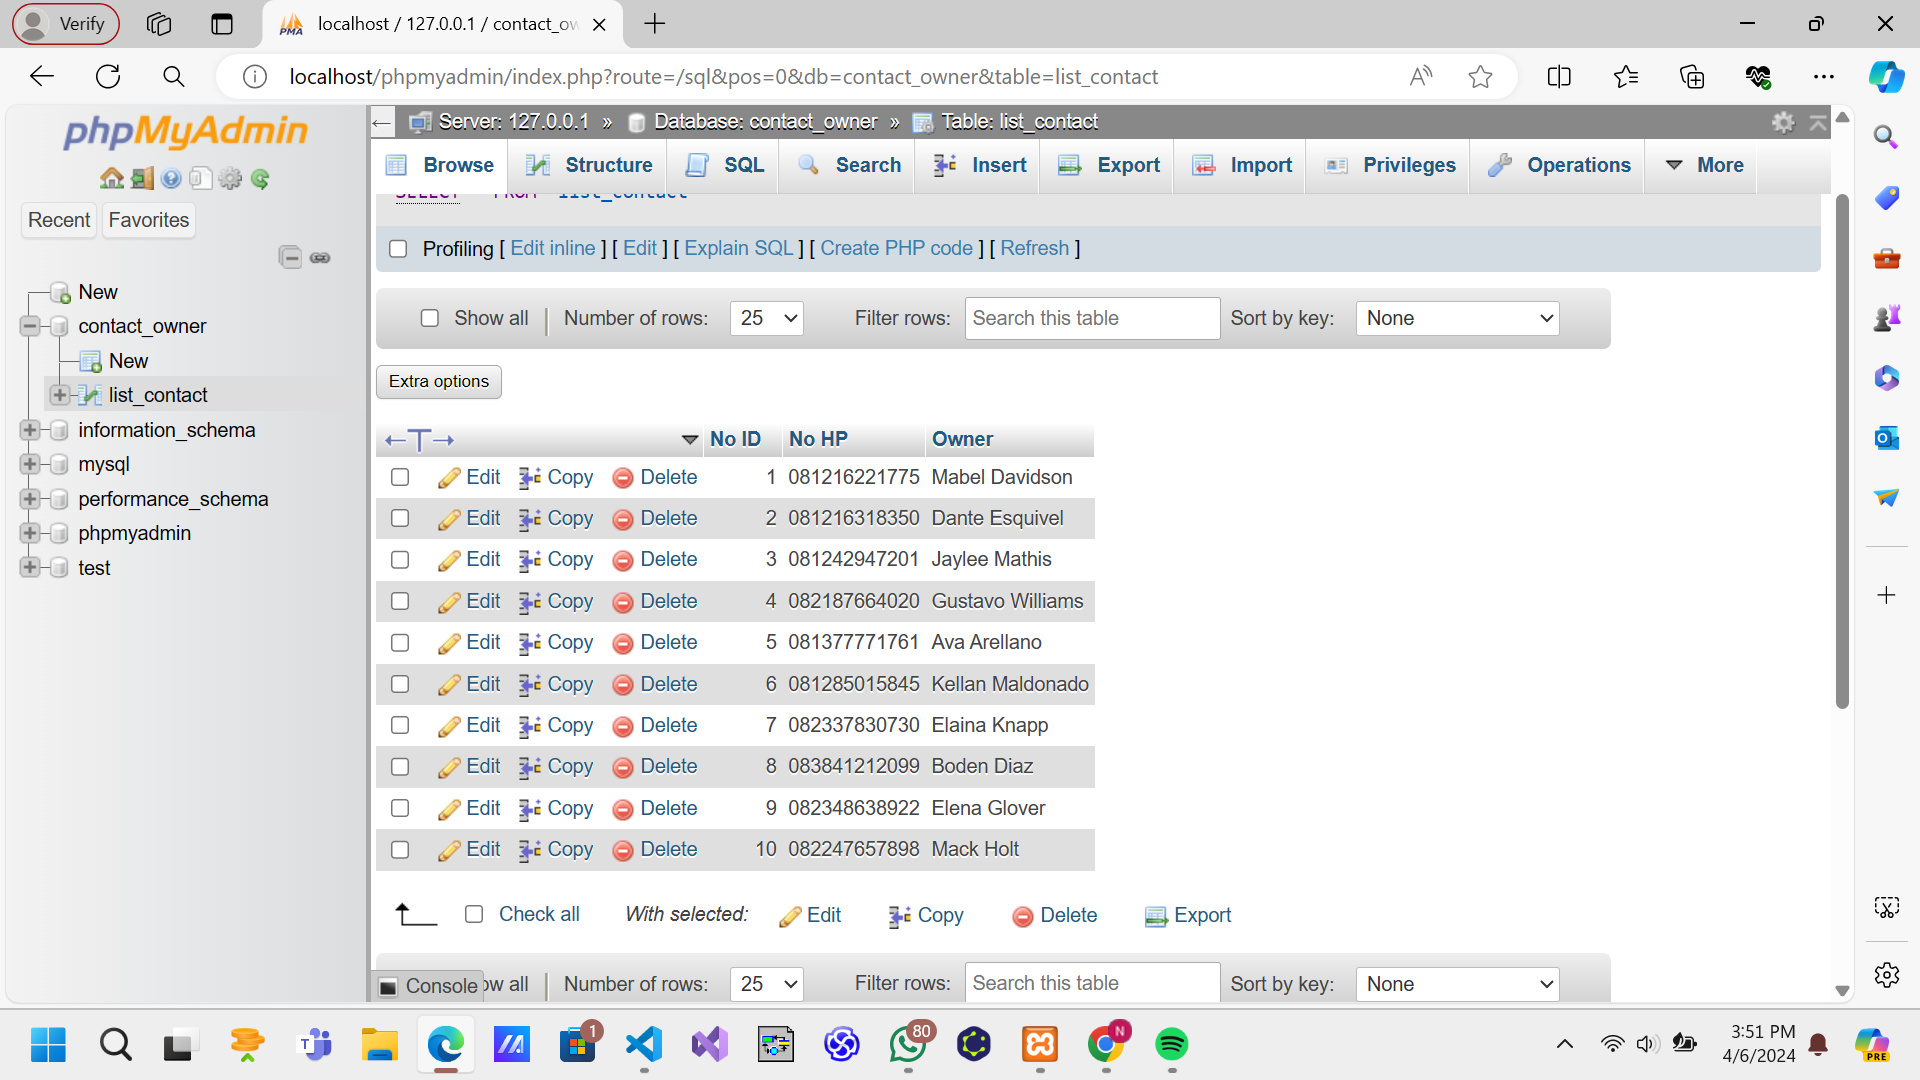 Verify
localhost / 127.0.0.1 / contact_ow
localhost/phpmyadmin/index.php?route=/sql&pos=0&db=contact_owner&table=list_contact
phpMyAdmin
Recent Favorites
New
contact_owner
New
list_contact
information_schema
mysql
performance_schema
phpmyadmin
test
Server: 127.0.0.1 » Database: contact_owner » Table: list_contact
Browse Structure SQL Search Insert Export Import Privileges Operations More
SELECT * FROM `list_contact`
Profiling [ Edit inline ] [ Edit ] [ Explain SQL ] [ Create PHP code ] [ Refresh ]
Show all Number of rows: 25 Filter rows: Search this table Sort by key: None
Extra options
No ID No HP Owner
Edit Copy Delete 1 081216221775 Mabel Davidson
Edit Copy Delete 2 081216318350 Dante Esquivel
Edit Copy Delete 3 081242947201 Jaylee Mathis
Edit Copy Delete 4 082187664020 Gustavo Williams
Edit Copy Delete 5 081377771761 Ava Arellano
Edit Copy Delete 6 081285015845 Kellan Maldonado
Edit Copy Delete 7 082337830730 Elaina Knapp
Edit Copy Delete 8 083841212099 Boden Diaz
Edit Copy Delete 9 082348638922 Elena Glover
Edit Copy Delete 10 082247657898 Mack Holt
Check all With selected: Edit Copy Delete Export
Console ow all Number of rows: 25 Filter rows: Search this table Sort by key: None
1
80
N
3:51 PM
4/6/2024
PRE